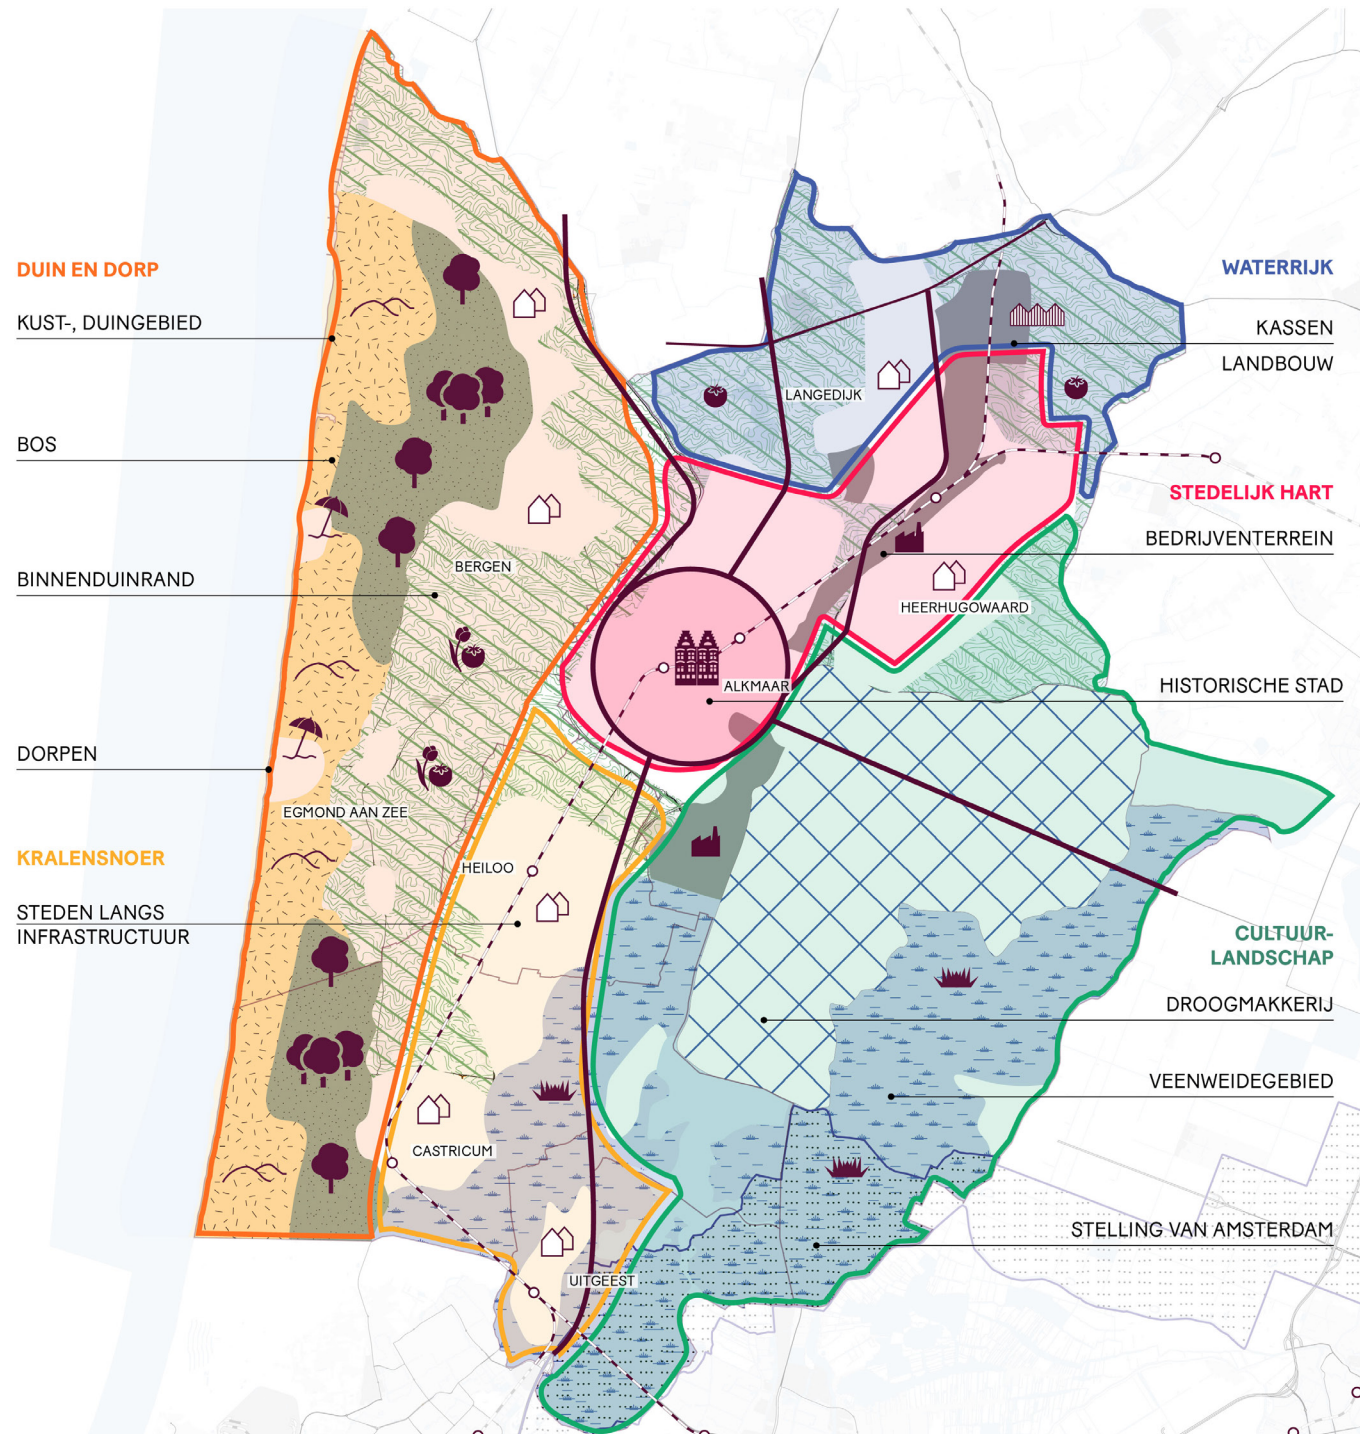 DUIN EN DORP
KUST-, DUINGEBIED
BOS
BINNENDUINRAND
DORPEN
KRALENSNOER
STEDEN LANGS
INFRASTRUCTUUR
LANGEDIJK
BERGEN
HEERHUGOWAARD
ALKMAAR
EGMOND AAN ZEE
HEILOO
CASTRICUM
UITGEEST
WATERRIJK
KASSEN
LANDBOUW
STEDELIJK HART
BEDRIJVENTERREIN
HISTORISCHE STAD
CULTUUR-
LANDSCHAP
DROOGMAKKERIJ
VEENWEIDEGEBIED
STELLING VAN AMSTERDAM